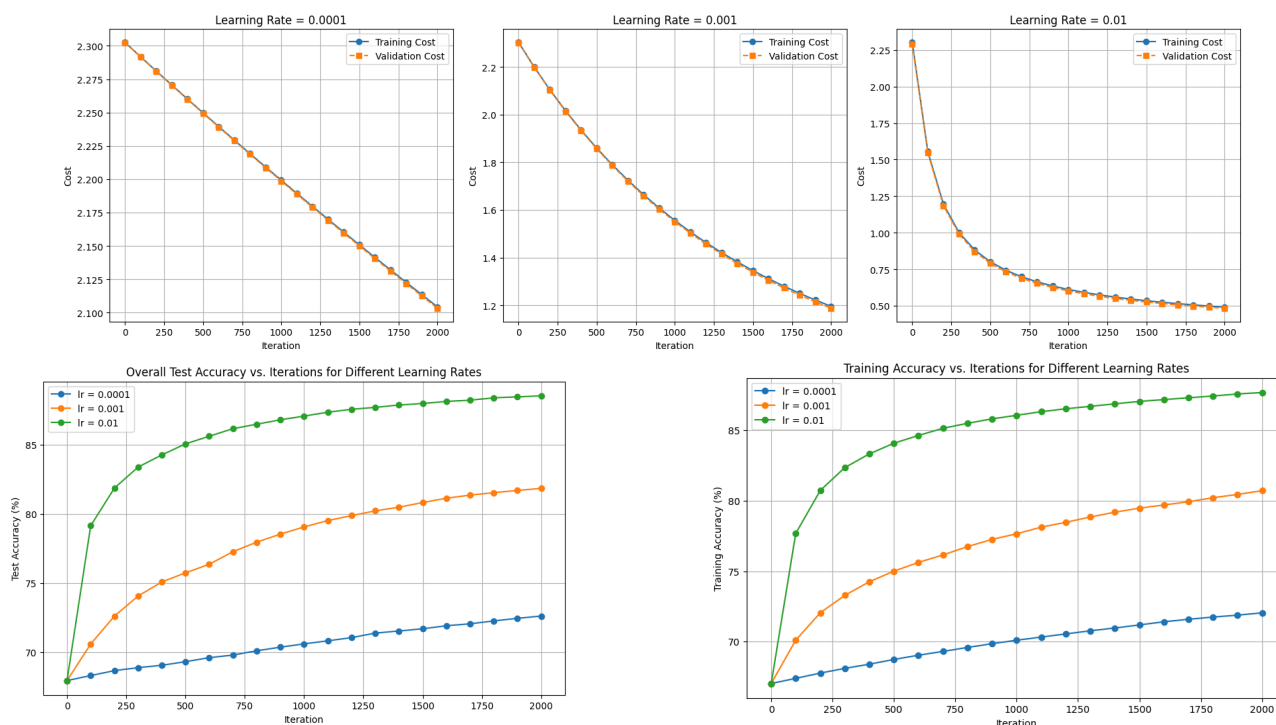 Learning Rate = 0.0001
2.300
2.275
2.250
2.225
2.200
2.175
2.150
2.125
2.100
Cost
Training Cost
Validation Cost
0 250 500 750 1000 1250 1500 1750 2000
Iteration
Learning Rate = 0.001
2.2
2.0
1.8
1.6
1.4
1.2
Cost
Training Cost
Validation Cost
0 250 500 750 1000 1250 1500 1750 2000
Iteration
Learning Rate = 0.01
2.25
2.00
1.75
1.50
1.25
1.00
0.75
0.50
Cost
Training Cost
Validation Cost
0 250 500 750 1000 1250 1500 1750 2000
Iteration
Overall Test Accuracy vs. Iterations for Different Learning Rates
lr = 0.0001
lr = 0.001
lr = 0.01
85
80
75
70
Test Accuracy (%)
0 250 500 750 1000 1250 1500 1750 2000
Iteration
Training Accuracy vs. Iterations for Different Learning Rates
lr = 0.0001
lr = 0.001
lr = 0.01
85
80
75
70
Training Accuracy (%)
0 250 500 750 1000 1250 1500 1750 2000
Iteration